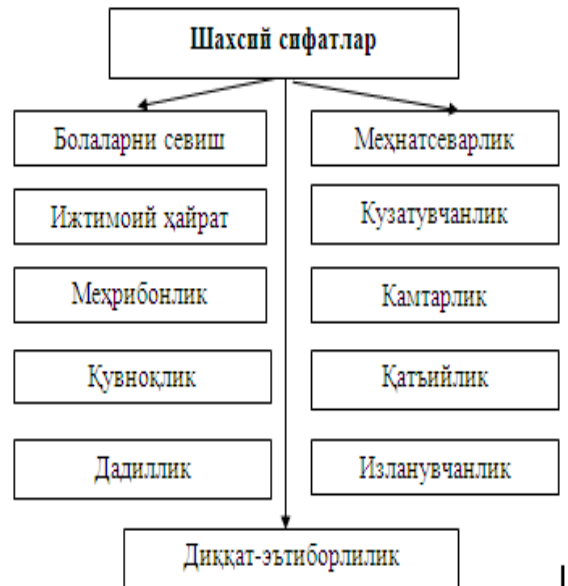 Шахсий сифатлар
Болаларни севиш
Меҳнатсеварлик
Ижтимоий ҳайрат
Кузатувчанлик
Меҳрибонлик
Камтарлик
Қувноқлик
Қатъийлик
Дадиллик
Изланувчанлик
Диққат-эътиборлилик